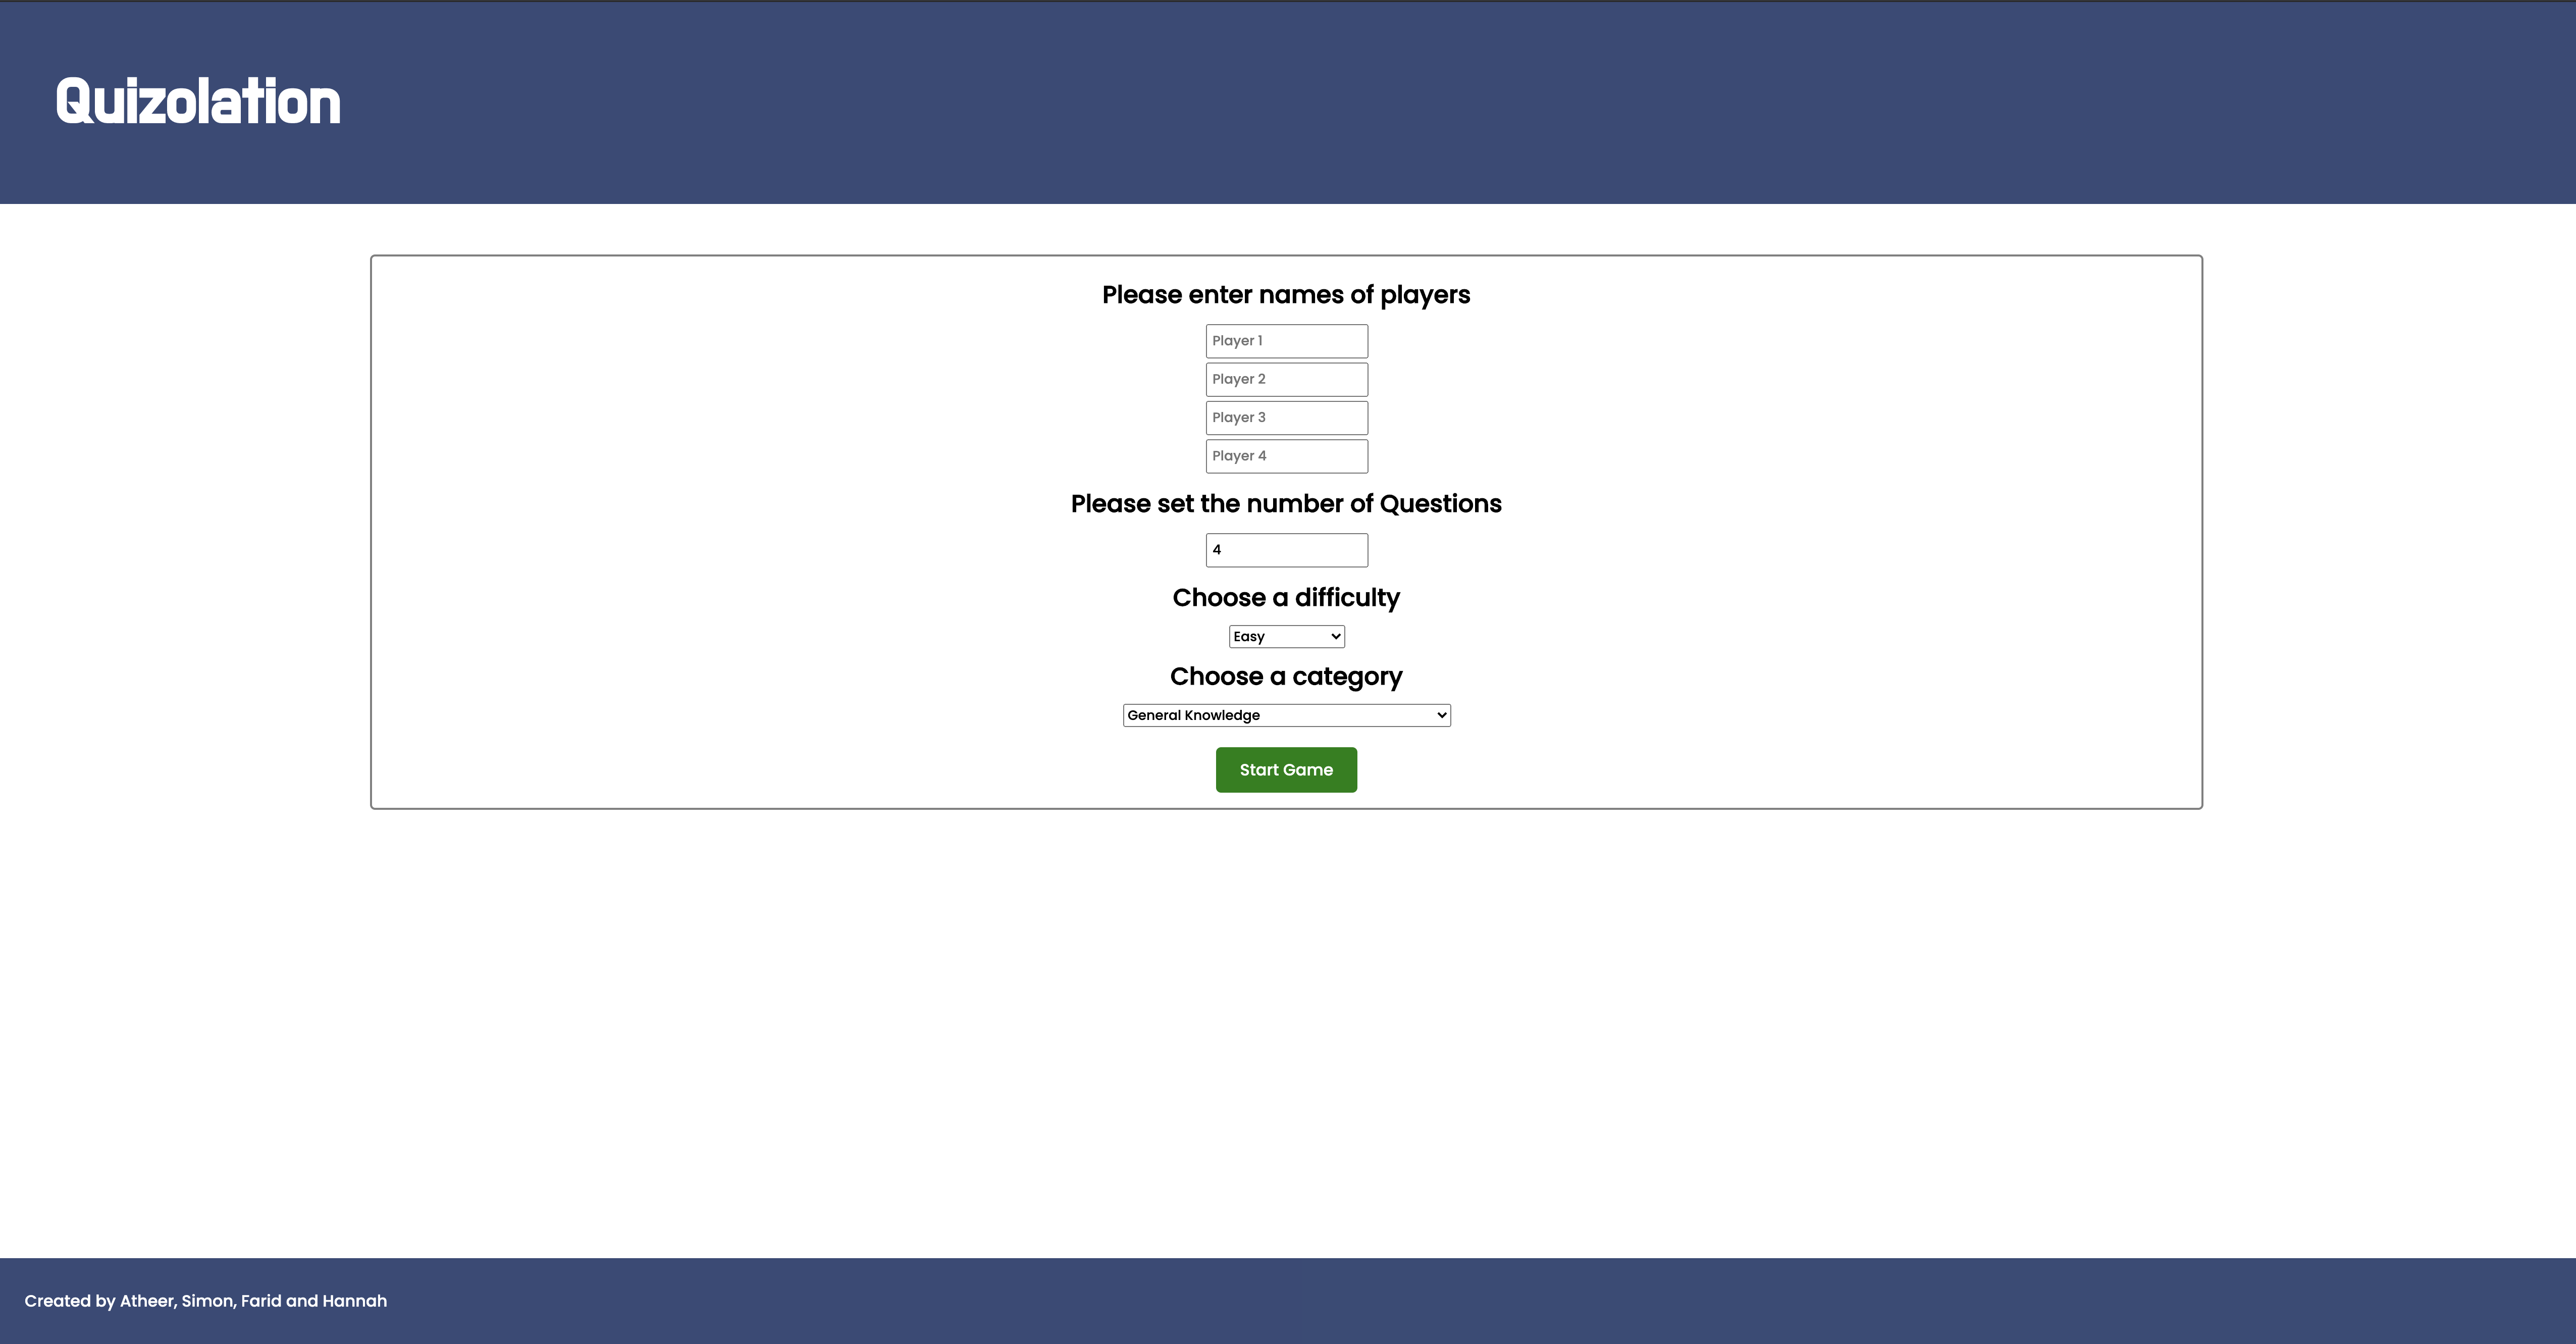 Quizolation
Please enter names of players
Player 1
Player 2
Player 3
Player 4
Please set the number of Questions
4
Choose a difficulty
Easy
Choose a category
General Knowledge
Start Game
Created by Atheer, Simon, Farid and Hannah